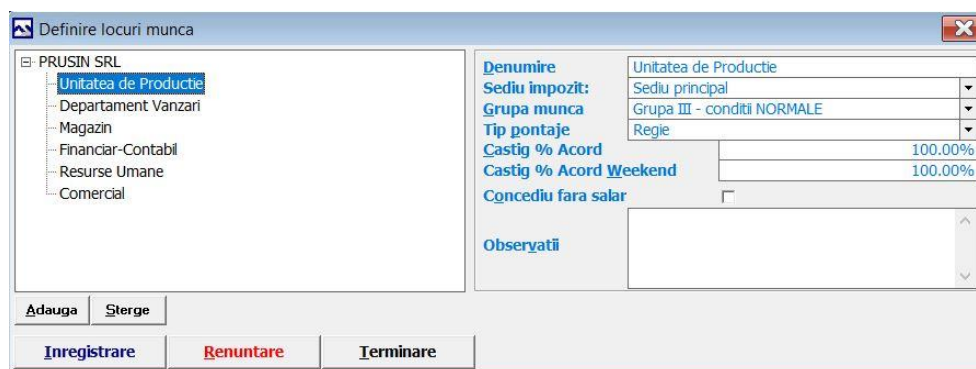 Definire locuri munca
PRUSIN SRL
Unitatea de Productie
Departament Vanzari
Magazin
Financiar-Contabil
Resurse Umane
Comercial
Denumire Unitatea de Productie
Sediu impozit: Sediu principal
Grupa munca Grupa III - conditii NORMALE
Tip pontaje Regie
Castig % Acord 100.00%
Castig % Acord Weekend 100.00%
Concediu fara salar
Observatii
Adauga Sterge
Inregistrare Renuntare Terminare